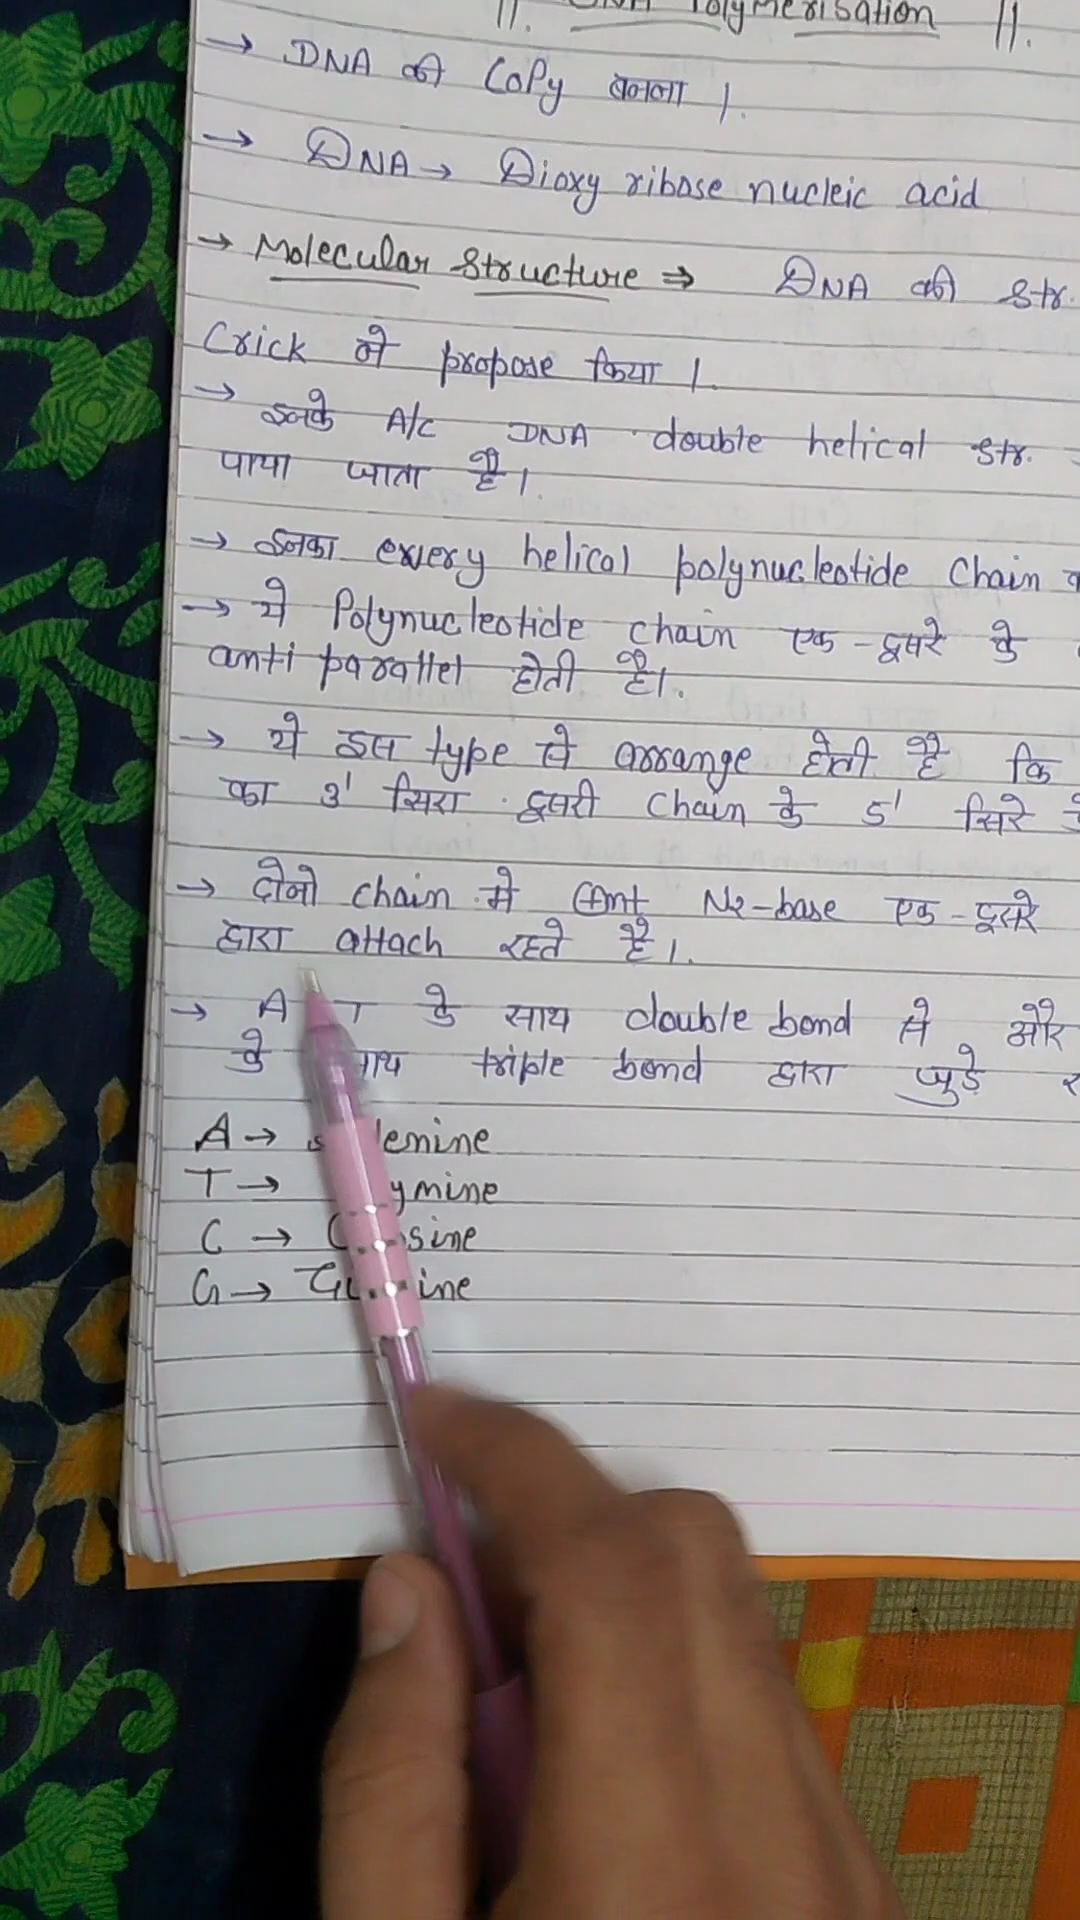 || DNA Polymerisation ||.
→ DNA की Copy बनना |.
→ DNA → Dioxy ribose nucleic acid
→ Molecular Structure ⇒ DNA की Str.
Crick ने propose किया |.
→ इनके A/c DNA double helical str.
पाया जाता है |.
→ इनका every helical polynucleotide Chain
→ ये Polynucleotide chain एक-दूसरे के
anti parallel होती है |.
→ ये इस type से arrange होती है कि
का 3' सिरा दूसरी Chain के 5' सिरे
→ दोनो chain मे N2-base एक-दूसरे
द्वारा attach रहते है |.
→ A T के साथ double bond से और
के triple bond द्वारा जुड़े
A →
T →
C →
G →